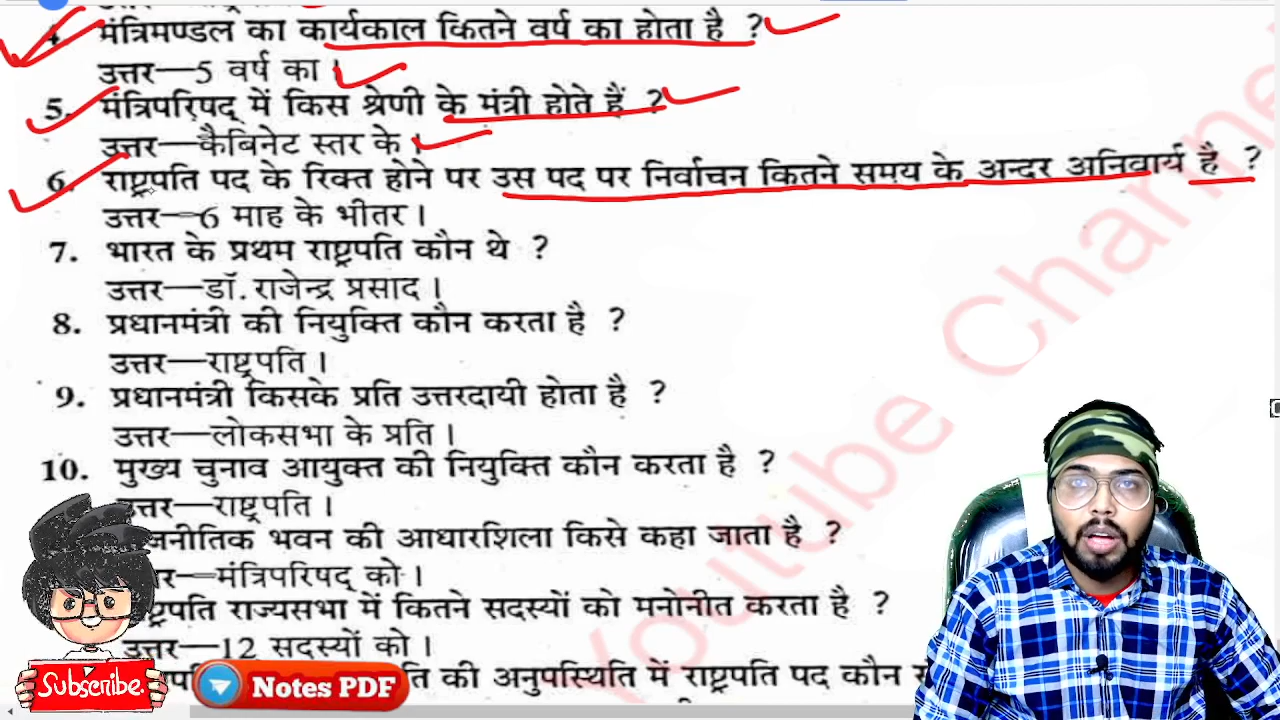 4. मंत्रिमण्डल का कार्यकाल कितने वर्ष का होता है ?
उत्तर—5 वर्ष का।
5. मंत्रिपरिषद् में किस श्रेणी के मंत्री होते हैं ?
उत्तर—कैबिनेट स्तर के।
6. राष्ट्रपति पद के रिक्त होने पर उस पद पर निर्वाचन कितने समय के अन्दर अनिवार्य है ?
उत्तर—6 माह के भीतर।
7. भारत के प्रथम राष्ट्रपति कौन थे ?
उत्तर—डॉ. राजेन्द्र प्रसाद।
8. प्रधानमंत्री की नियुक्ति कौन करता है ?
उत्तर—राष्ट्रपति।
9. प्रधानमंत्री किसके प्रति उत्तरदायी होता है ?
उत्तर—लोकसभा के प्रति।
10. मुख्य चुनाव आयुक्त की नियुक्ति कौन करता है ?
उत्तर—राष्ट्रपति।
भवन की आधारशिला किसे कहा जाता है ?
—मंत्रिपरिषद् को।
राज्यसभा में कितने सदस्यों को मनोनीत करता है ?
उत्तर—12 सदस्यों को।
की अनुपस्थिति में राष्ट्रपति पद कौन
Subscribe.
Notes PDF
Youtube Channel